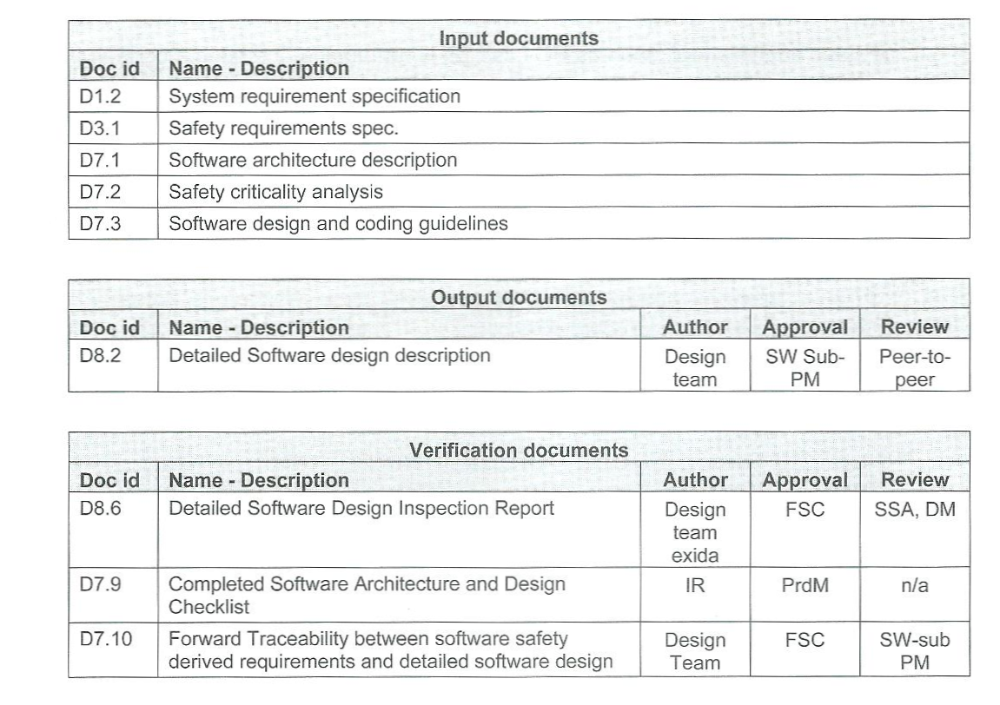 Input documents
Doc id Name - Description
D1.2 System requirement specification
D3.1 Safety requirements spec.
D7.1 Software architecture description
D7.2 Safety criticality analysis
D7.3 Software design and coding guidelines
Output documents
Doc id Name - Description Author Approval Review
D8.2 Detailed Software design description Design SW Sub- Peer-to-
team PM peer
Verification documents
Doc id Name - Description Author Approval Review
D8.6 Detailed Software Design Inspection Report Design FSC SSA, DM
team
exida
D7.9 Completed Software Architecture and Design IR PrdM n/a
Checklist
D7.10 Forward Traceability between software safety Design FSC SW-sub
derived requirements and detailed software design Team PM